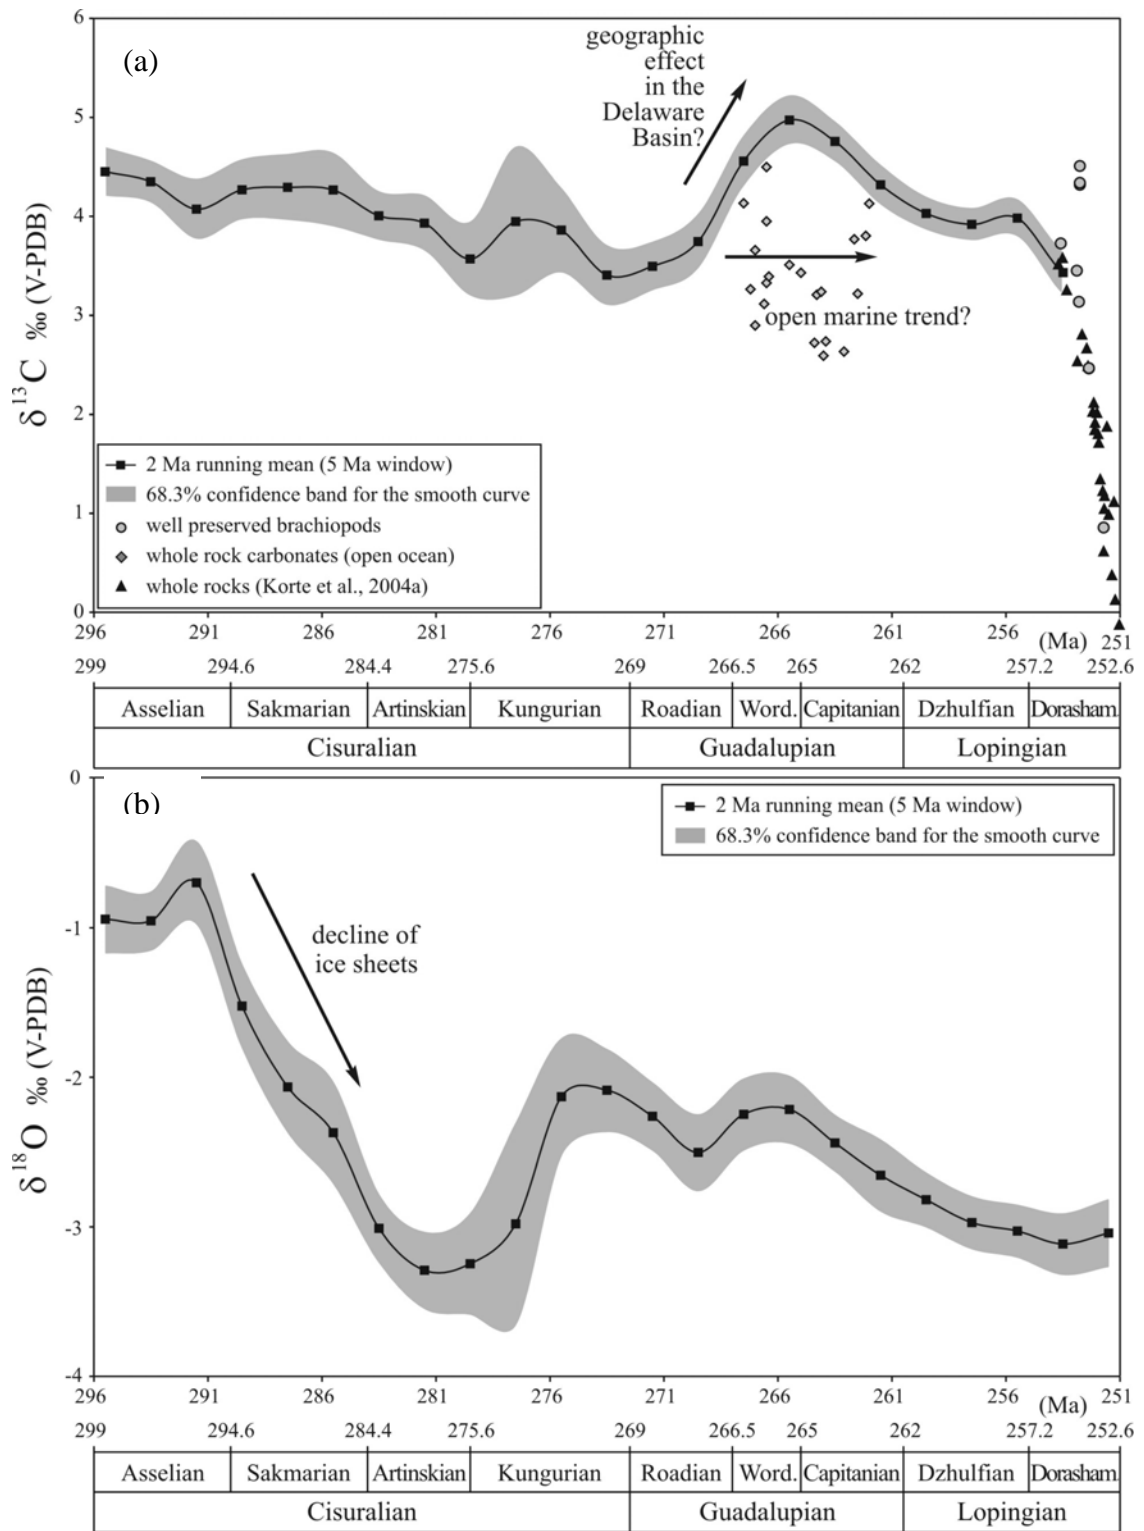 6
(a)
geographic
effect
in the
Delaware
Basin?
5
4
3
open marine trend?
2
1
0
δ13C ‰ (V-PDB)
2 Ma running mean (5 Ma window)
68.3% confidence band for the smooth curve
well preserved brachiopods
whole rock carbonates (open ocean)
whole rocks (Korte et al., 2004a)
296 291 286 281 276 271 266 261 256 (Ma) 251
299 294.6 284.4 275.6 269 266.5 265 262 257.2 252.6
Asselian Sakmarian Artinskian Kungurian Roadian Word. Capitanian Dzhulfian Dorasham.
Cisuralian Guadalupian Lopingian
0
(b)
2 Ma running mean (5 Ma window)
68.3% confidence band for the smooth curve
-1
decline of
ice sheets
-2
-3
-4
δ18O ‰ (V-PDB)
296 291 286 281 276 271 266 261 256 (Ma) 251
299 294.6 284.4 275.6 269 266.5 265 262 257.2 252.6
Asselian Sakmarian Artinskian Kungurian Roadian Word. Capitanian Dzhulfian Dorasham.
Cisuralian Guadalupian Lopingian